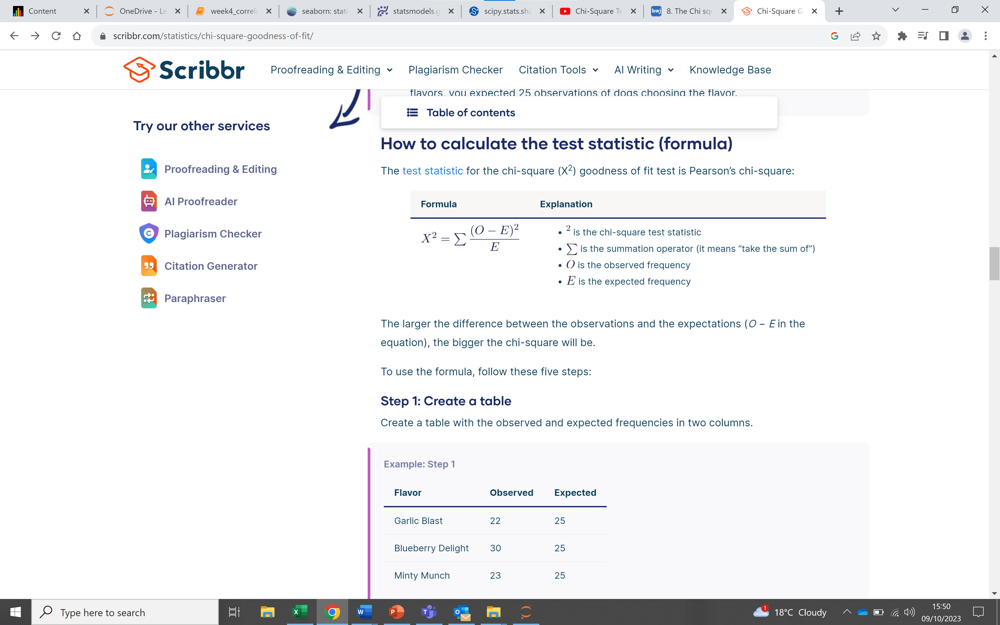 Content
OneDrive - Le
week4_correla
seaborn: stati
statsmodels.g
scipy.stats.sha
Chi-Square Te
bmj 8. The Chi squ
Chi-Square G
scribbr.com/statistics/chi-square-goodness-of-fit/
Scribbr
Proofreading & Editing
Plagiarism Checker
Citation Tools
AI Writing
Knowledge Base
flavors, you expected 25 observations of dogs choosing the flavor.
Table of contents
Try our other services
Proofreading & Editing
AI Proofreader
Plagiarism Checker
Citation Generator
Paraphraser
How to calculate the test statistic (formula)
The test statistic for the chi-square (Χ²) goodness of fit test is Pearson’s chi-square:
Formula Explanation
X² = ∑ (O − E)² / E
• ² is the chi-square test statistic
• ∑ is the summation operator (it means “take the sum of”)
• O is the observed frequency
• E is the expected frequency
The larger the difference between the observations and the expectations (O − E in the
equation), the bigger the chi-square will be.
To use the formula, follow these five steps:
Step 1: Create a table
Create a table with the observed and expected frequencies in two columns.
Example: Step 1
Flavor Observed Expected
Garlic Blast 22 25
Blueberry Delight 30 25
Minty Munch 23 25
Type here to search
1
18°C Cloudy
15:50
09/10/2023